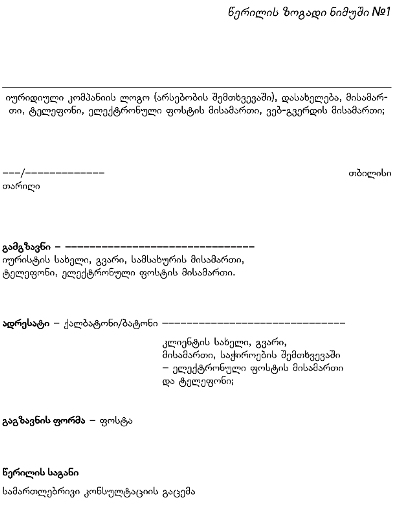 წერილის ზოგადი ნიმუში №1
იურიდიული კომპანიის ლოგო (არსებობის შემთხვევაში), დასახელება, მისამარ-
თი, ტელეფონი, ელექტრონული ფოსტის მისამართი, ვებ-გვერდის მისამართი;
–––/–––––––––––––
თბილისი
თარიღი
გამგზავნი – –––––––––––––––––––––––––––––––
იურისტის სახელი, გვარი, სამსახურის მისამართი,
ტელეფონი, ელექტრონული ფოსტის მისამართი.
ადრესატი – ქალბატონი/ბატონი ––––––––––––––––––––––––––––––
კლიენტის სახელი, გვარი,
მისამართი, საჭიროების შემთხვევაში
– ელექტრონული ფოსტის მისამართი
და ტელეფონი;
გაგზავნის ფორმა – ფოსტა
წერილის საგანი
სამართლებრივი კონსულტაციის გაცემა